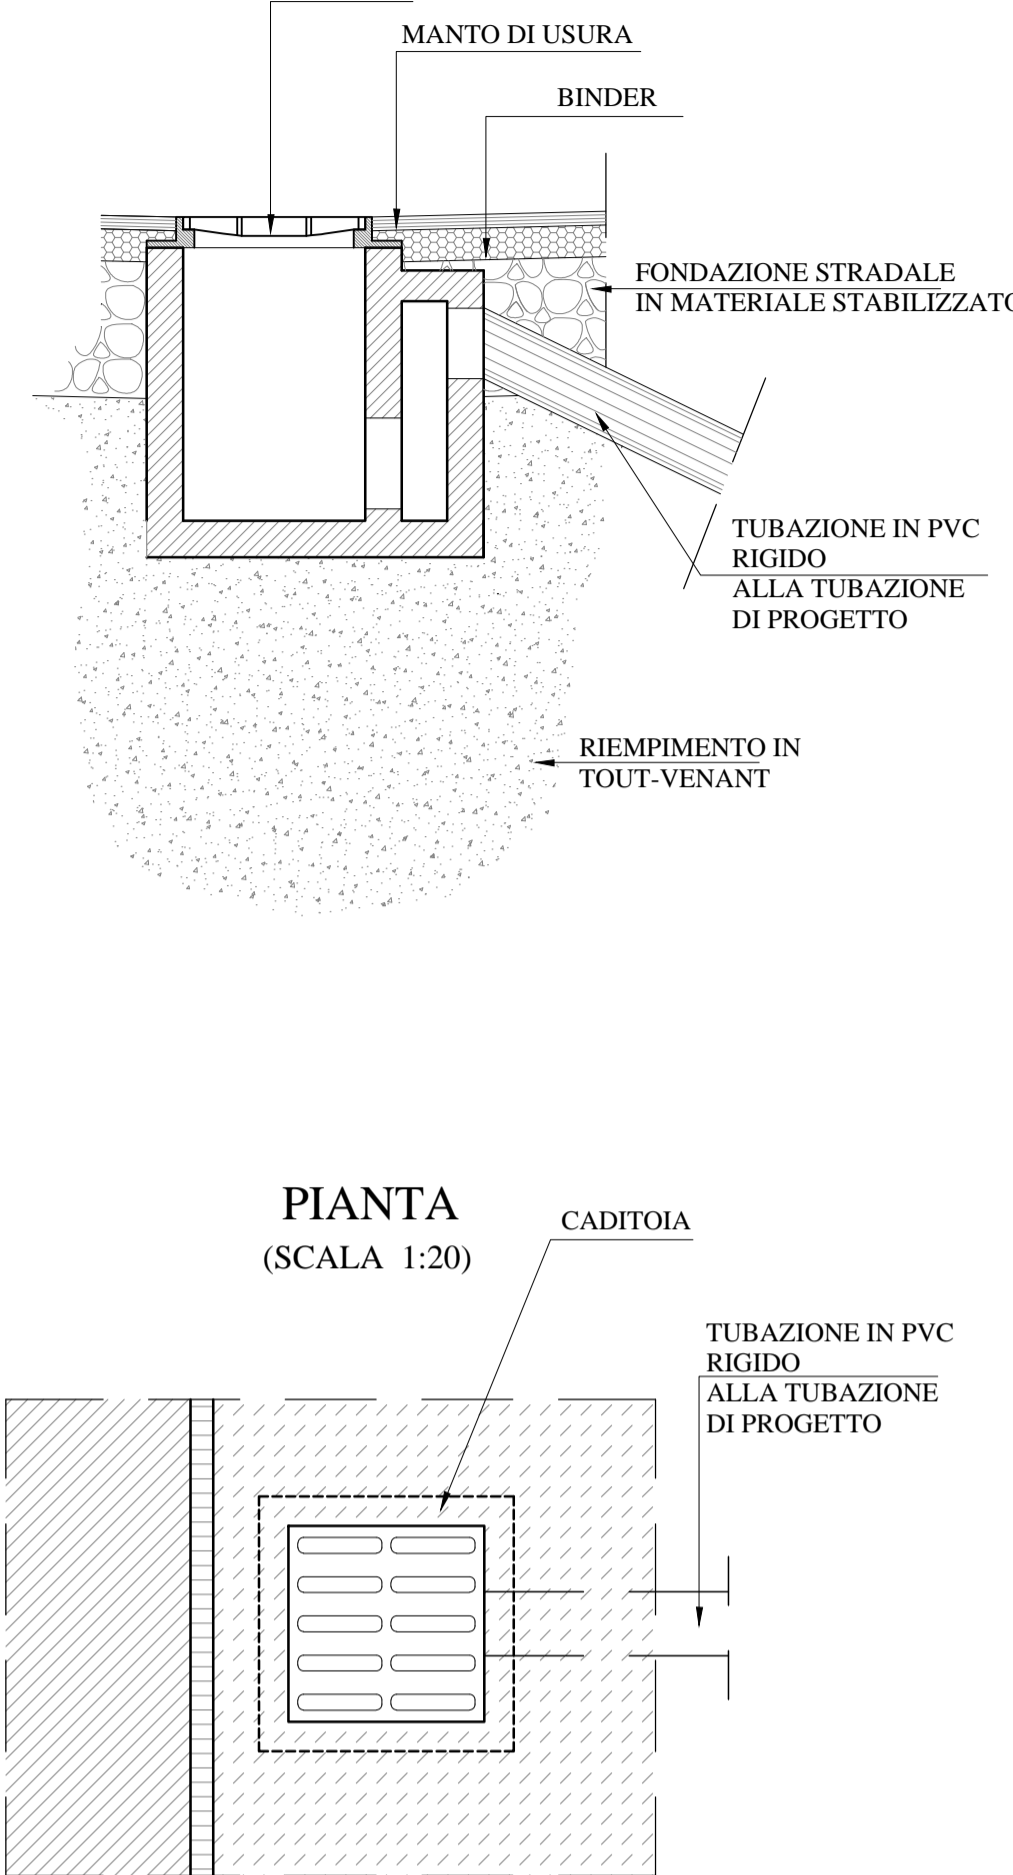 MANTO DI USURA
BINDER
FONDAZIONE STRADALE
IN MATERIALE STABILIZZATO
TUBAZIONE IN PVC
RIGIDO
ALLA TUBAZIONE
DI PROGETTO
RIEMPIMENTO IN
TOUT-VENANT
PIANTA
(SCALA 1:20)
CADITOIA
TUBAZIONE IN PVC
RIGIDO
ALLA TUBAZIONE
DI PROGETTO